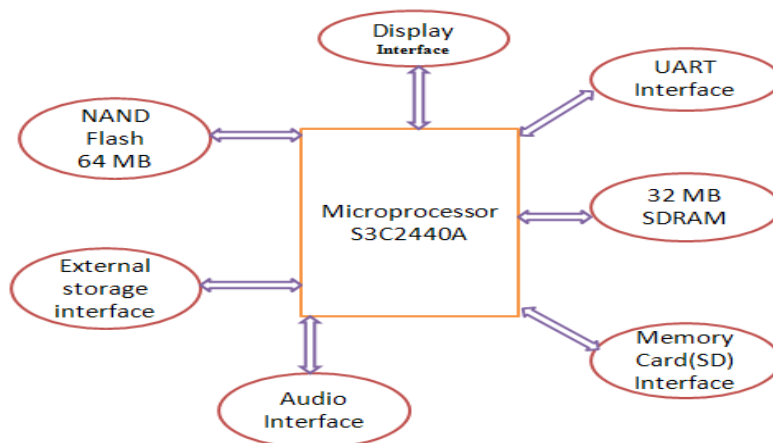 Display
Interface
UART
Interface
NAND
Flash
64 MB
Microprocessor
S3C2440A
32 MB
SDRAM
External
storage
interface
Memory
Card(SD)
Interface
Audio
Interface